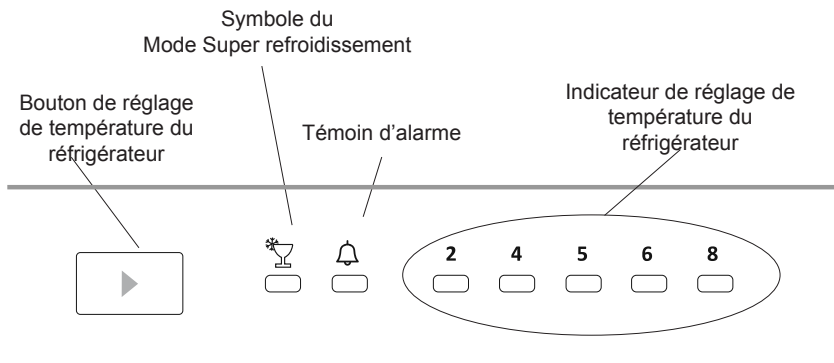 Symbole du
Mode Super refroidissement
Bouton de réglage
de température du
réfrigérateur
Témoin d'alarme
Indicateur de réglage de
température du
réfrigérateur
2 4 5 6 8